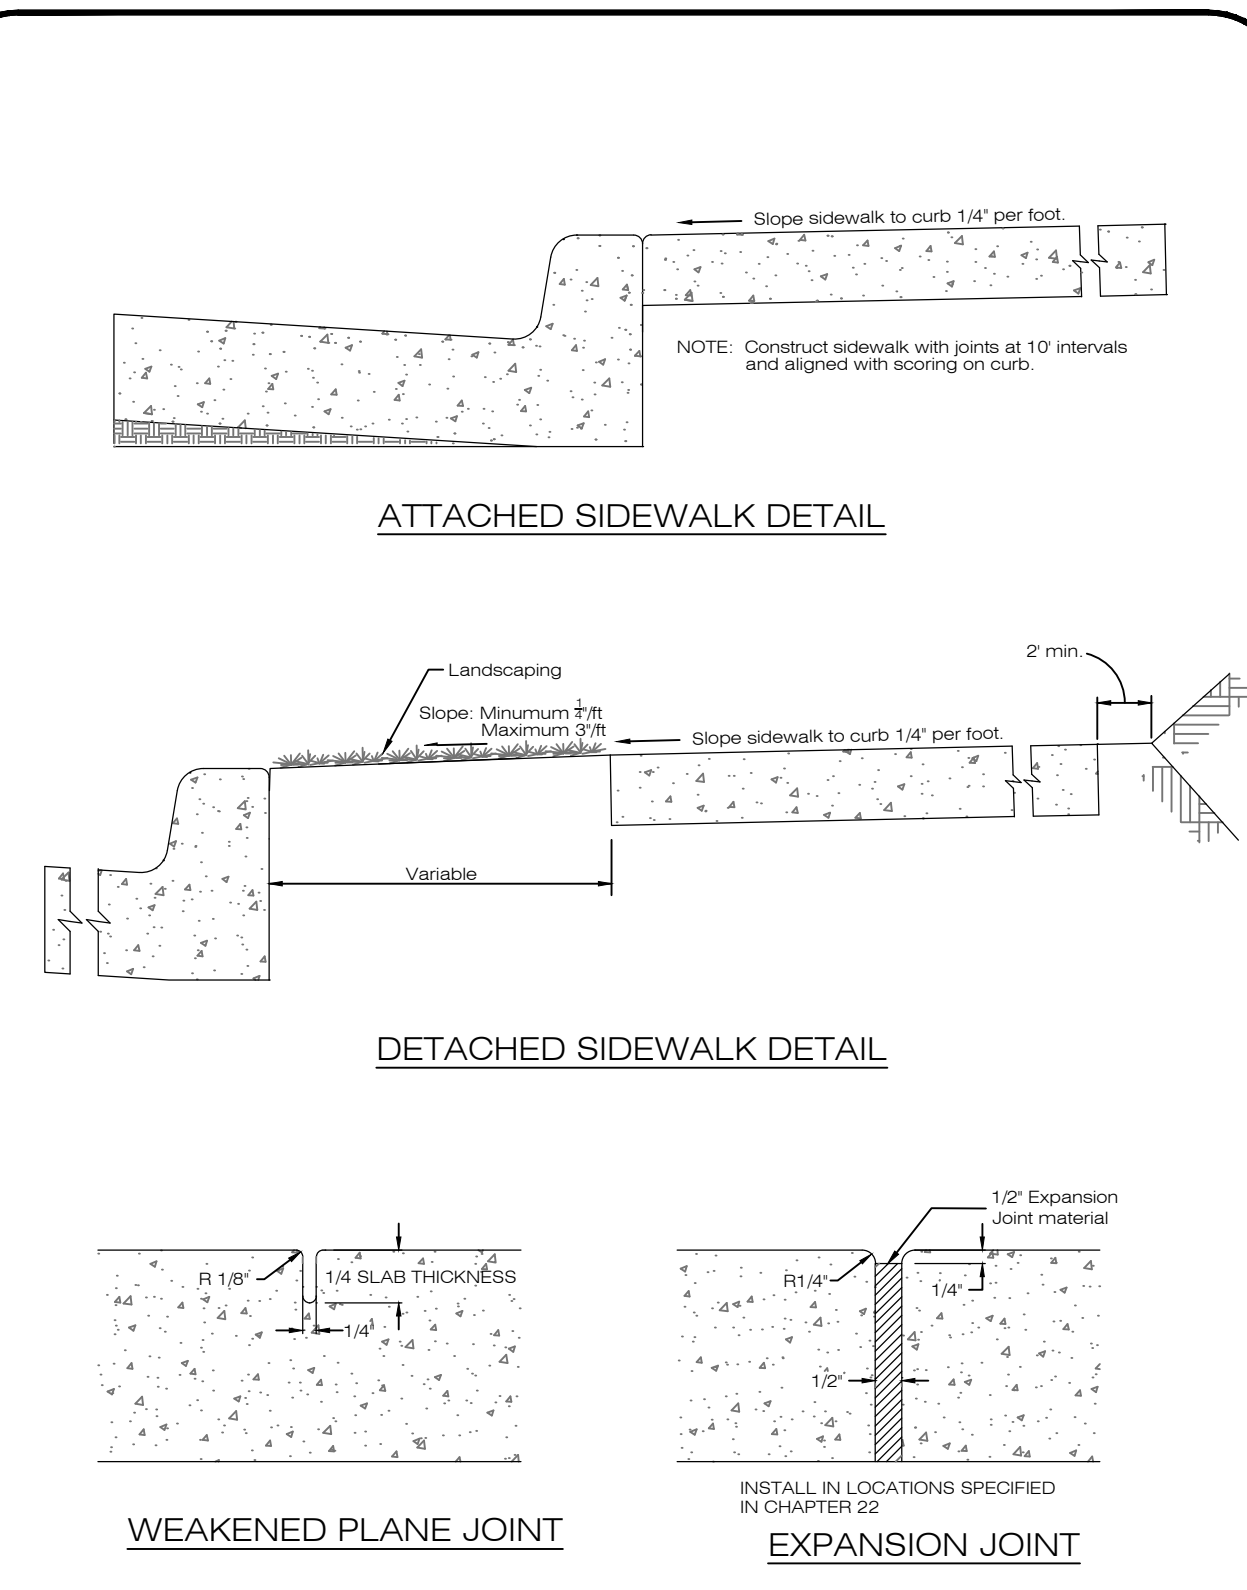 Slope sidewalk to curb 1/4" per foot.
NOTE: Construct sidewalk with joints at 10' intervals
and aligned with scoring on curb.
ATTACHED SIDEWALK DETAIL
2' min.
Landscaping
Slope: Minumum 1/4"/ft
Maximum 3"/ft
Slope sidewalk to curb 1/4" per foot.
Variable
DETACHED SIDEWALK DETAIL
R 1/8"
1/4 SLAB THICKNESS
1/4"
WEAKENED PLANE JOINT
1/2" Expansion
Joint material
R1/4"
1/4"
1/2"
INSTALL IN LOCATIONS SPECIFIED
IN CHAPTER 22
EXPANSION JOINT